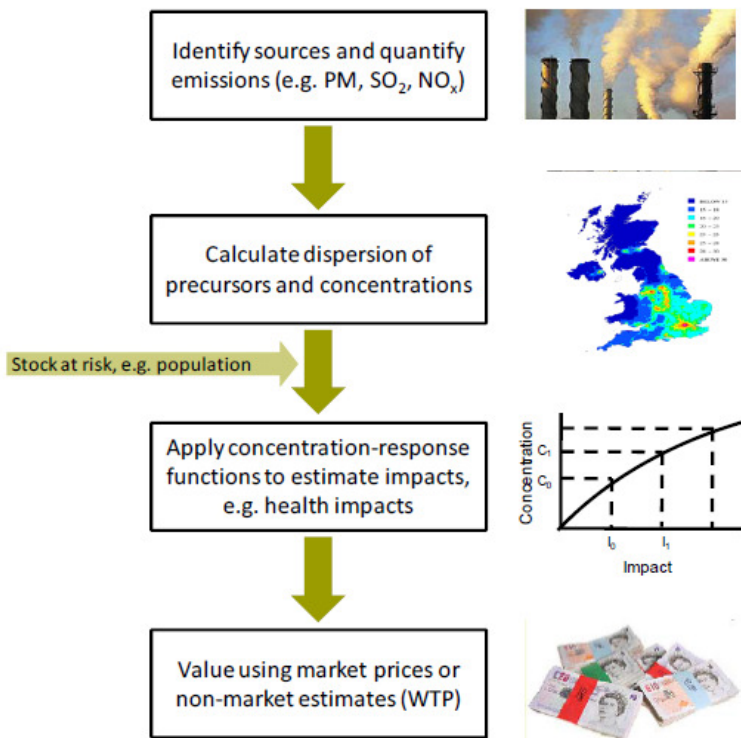 Identify sources and quantify
emissions (e.g. PM, SO₂, NOₓ)
Calculate dispersion of
precursors and concentrations
Stock at risk, e.g. population
Apply concentration-response
functions to estimate impacts,
e.g. health impacts
Concentration
C₁
C₀
I₀ I₁
Impact
Value using market prices or
non-market estimates (WTP)